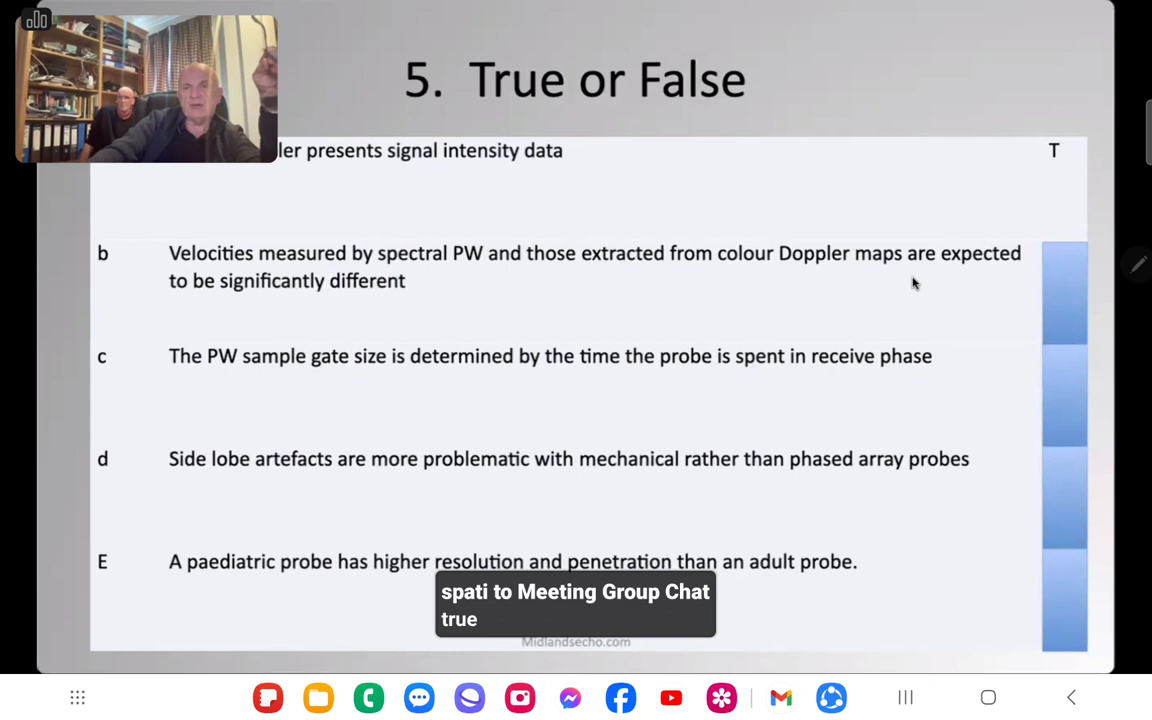 5. True or False
ler presents signal intensity data T
b Velocities measured by spectral PW and those extracted from colour Doppler maps are expected
to be significantly different
c The PW sample gate size is determined by the time the probe is spent in receive phase
d Side lobe artefacts are more problematic with mechanical rather than phased array probes
E A paediatric probe has higher resolution and penetration than an adult probe.
spati to Meeting Group Chat
true
Midlandsecho.com